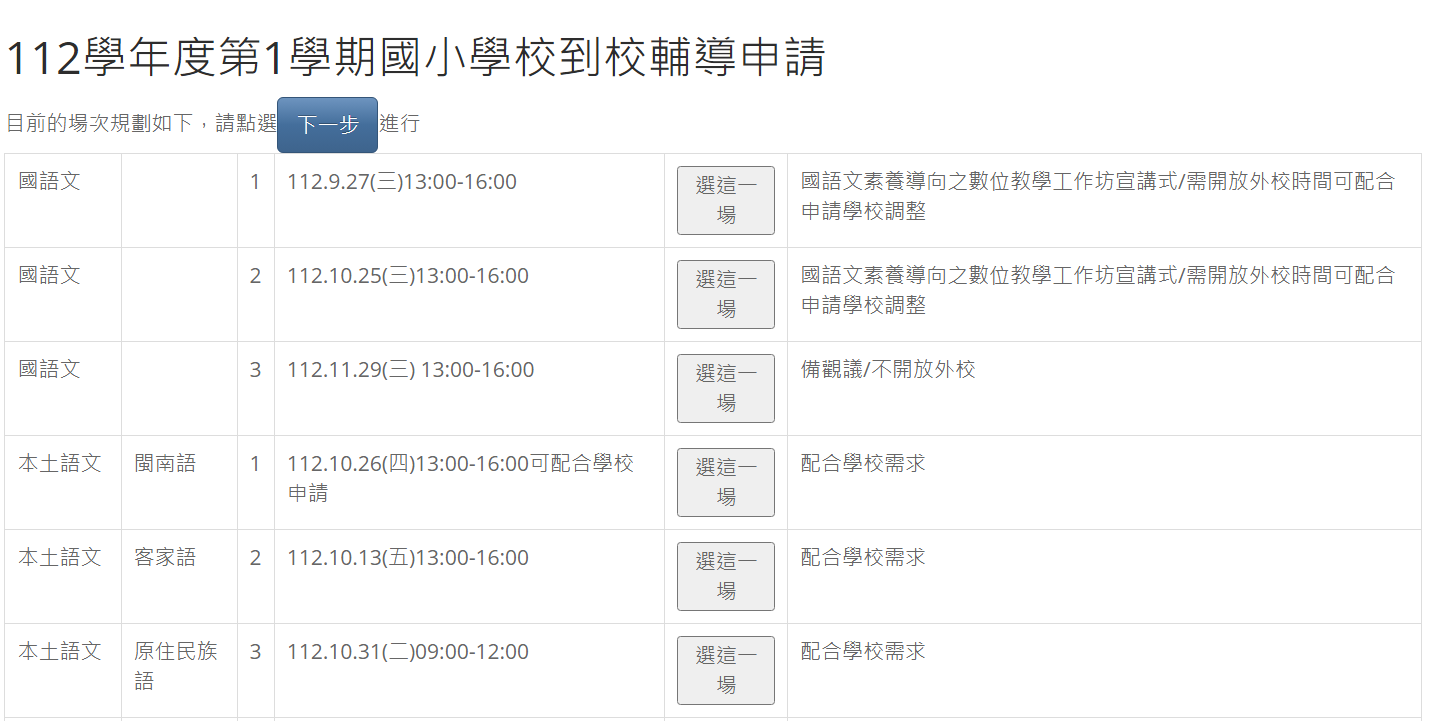 112學年度第1學期國小學校到校輔導申請
目前的場次規劃如下，請點選 下一步 進行
國語文 1 112.9.27(三)13:00-16:00 選這一 國語文素養導向之數位教學工作坊宣講式/需開放外校時間可配合
場 申請學校調整
國語文 2 112.10.25(三)13:00-16:00 選這一 國語文素養導向之數位教學工作坊宣講式/需開放外校時間可配合
場 申請學校調整
國語文 3 112.11.29(三) 13:00-16:00 選這一 備觀議/不開放外校
場
本土語文 閩南語 1 112.10.26(四)13:00-16:00可配合學校 選這一 配合學校需求
申請 場
本土語文 客家語 2 112.10.13(五)13:00-16:00 選這一 配合學校需求
場
本土語文 原住民族 3 112.10.31(二)09:00-12:00 選這一 配合學校需求
語 場